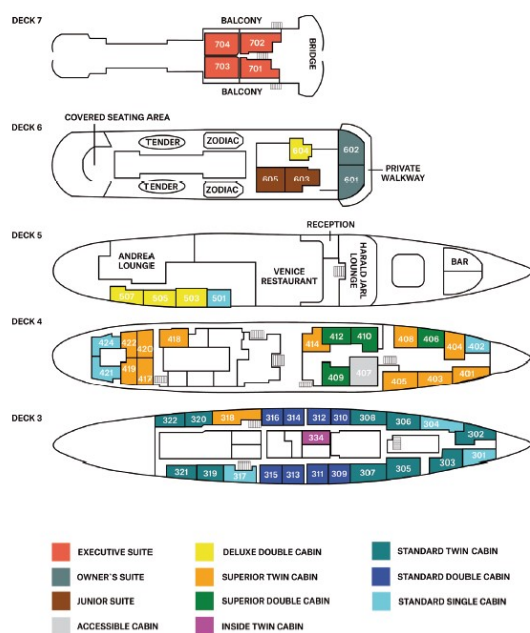 BALCONY
DECK 7
704 702
703 701
BRIDGE
BALCONY
DECK 6
COVERED SEATING AREA
TENDER ZODIAC
604
602
605 603
601
PRIVATE
WALKWAY
TENDER ZODIAC
RECEPTION
DECK 5
ANDREA
LOUNGE
VENICE
RESTAURANT
HARALD JARL
LOUNGE
BAR
507 505 503 501
DECK 4
424 422 420 418 414 412 410 408 406 404 402
421 419 417 409 407 405 403 401
DECK 3
322 320 318 316 314 312 310 308 306 304 302
334
321 319 317 315 313 311 309 307 305 303 301
EXECUTIVE SUITE
OWNER'S SUITE
JUNIOR SUITE
ACCESSIBLE CABIN
DELUXE DOUBLE CABIN
SUPERIOR TWIN CABIN
SUPERIOR DOUBLE CABIN
INSIDE TWIN CABIN
STANDARD TWIN CABIN
STANDARD DOUBLE CABIN
STANDARD SINGLE CABIN